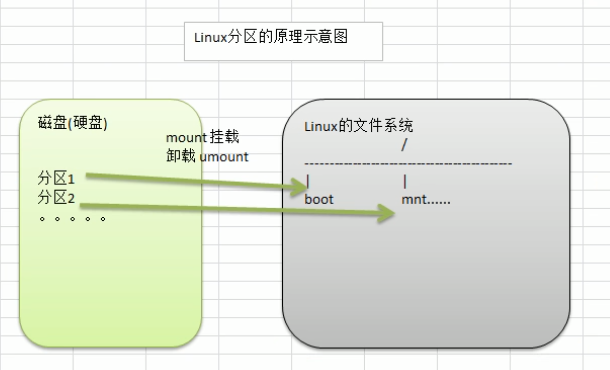 Linux分区的原理示意图
磁盘(硬盘)
分区1
分区2
。。。。。
mount 挂载
卸载 umount
Linux的文件系统
/
--------------------------------------------------
| |
boot mnt......